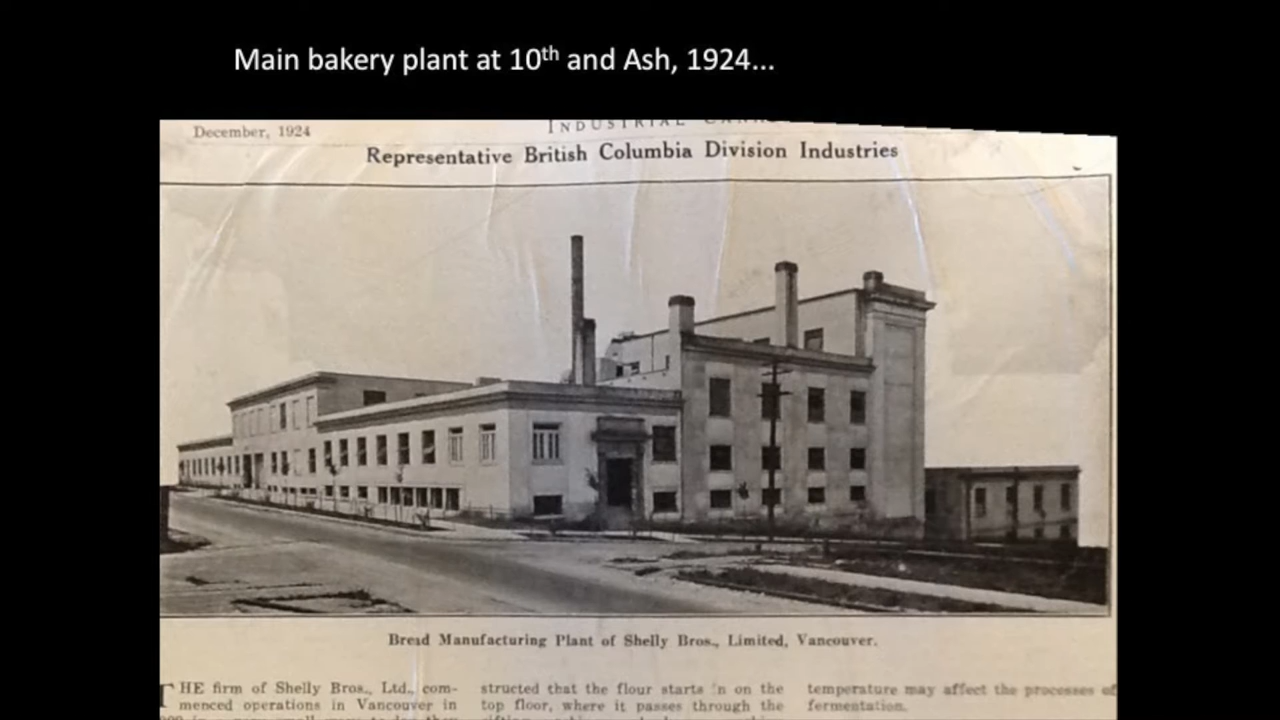 Main bakery plant at 10th and Ash, 1924...
December, 1924
INDUSTRIAL
Representative British Columbia Division Industries
Bread Manufacturing Plant of Shelly Bros., Limited, Vancouver.
THE firm of Shelly Bros., Ltd., com-
menced operations in Vancouver in
structed that the flour starts in on the
top floor, where it passes through the
temperature may affect the processes of
fermentation.